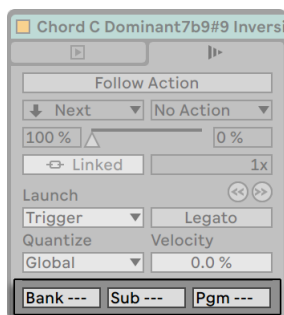 Chord C Dominant7b9#9 Inversi
Follow Action
Next No Action
100 % 0 %
Linked 1x
Launch
Trigger Legato
Quantize Velocity
Global 0.0 %
Bank --- Sub --- Pgm ---